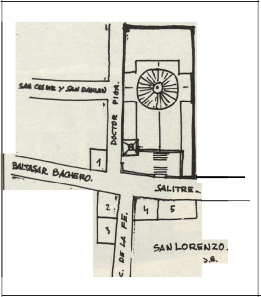 SAN COSME Y SAN DAMIAN
DOCTOR PIGA.
1
BALTASAR BACHERO.
SALITRE.
2
4
5
3
C. DE LA FE.
SAN LORENZO.